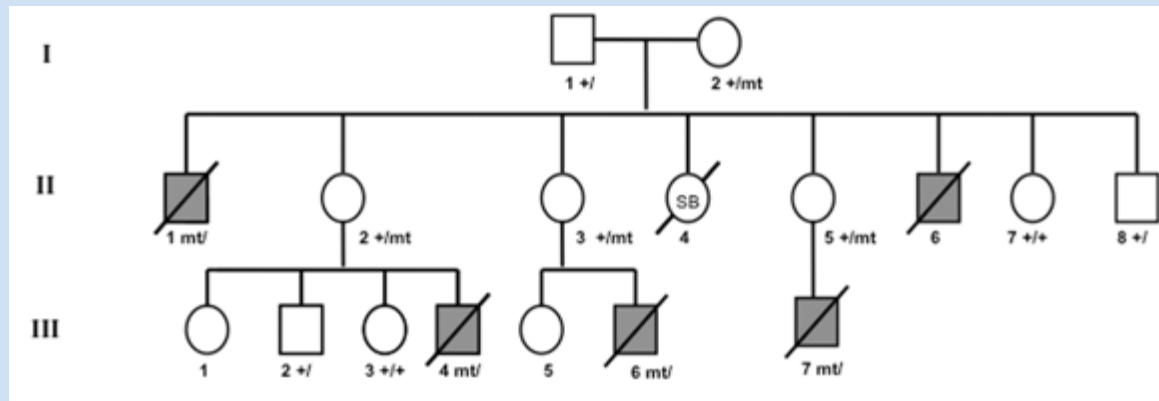 I
1 +/ 2 +/mt
II
SB
1 mt/ 2 +/mt 3 +/mt 4 5 +/mt 6 7 +/+ 8 +/
III
1 2 +/ 3 +/+ 4 mt/ 5 6 mt/ 7 mt/